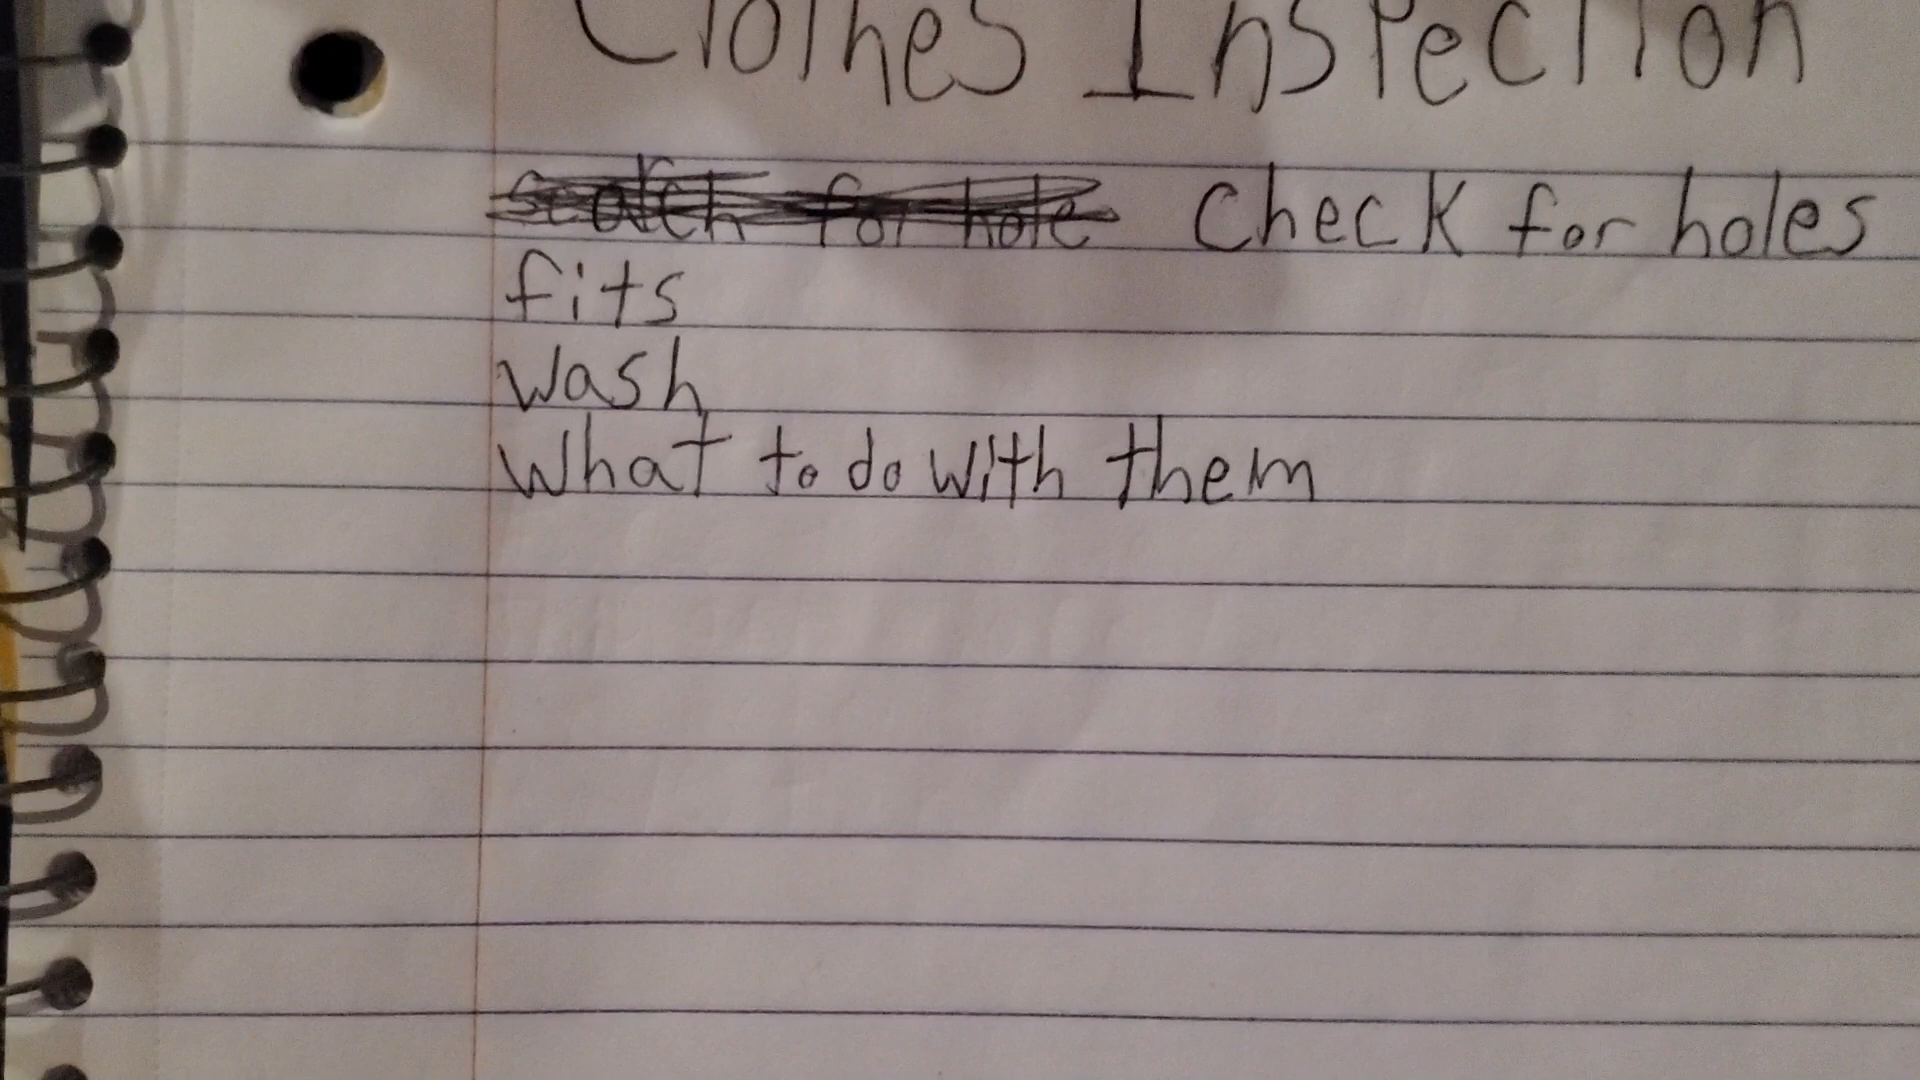 Clothes Inspection
Check for holes
fits
wash
What to do with them